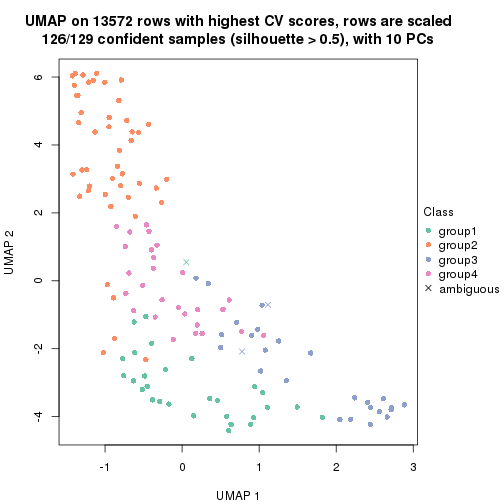 UMAP on 13572 rows with highest CV scores, rows are scaled
126/129 confident samples (silhouette > 0.5), with 10 PCs
6
4
2
0
-2
-4
UMAP 2
-1
0
1
2
3
UMAP 1
Class
group1
group2
group3
group4
ambiguous